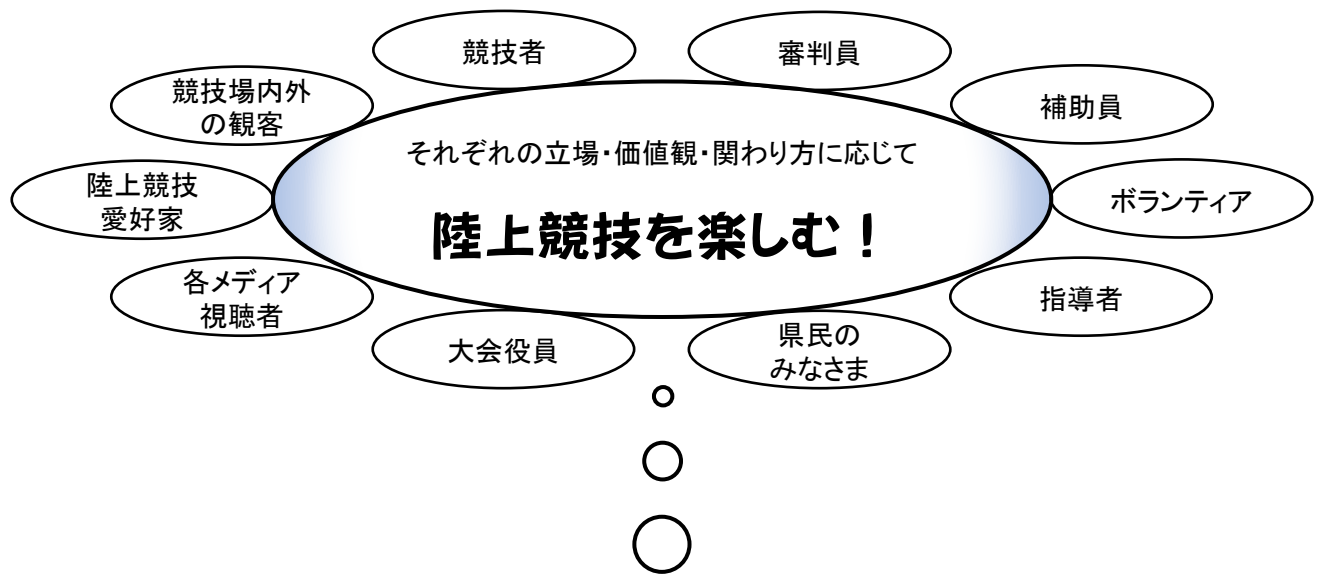 競技者
審判員
競技場内外
の観客
補助員
それぞれの立場・価値観・関わり方に応じて
陸上競技
愛好家
ボランティア
陸上競技を楽しむ！
各メディア
視聴者
指導者
大会役員
県民の
みなさま